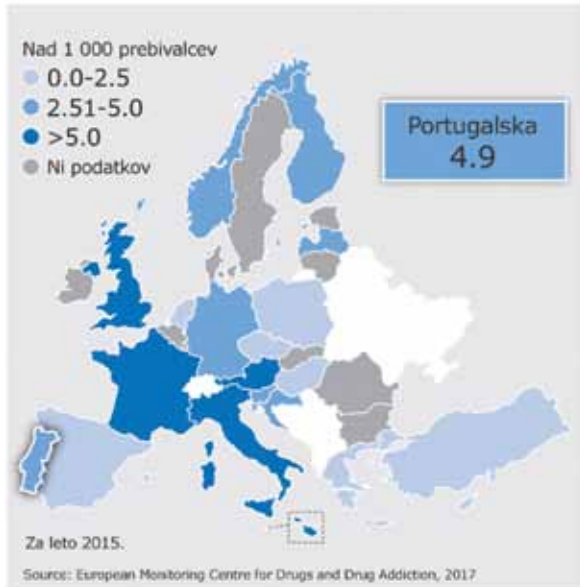 Nad 1 000 prebivalcev
0.0-2.5
2.51-5.0
>5.0
Ni podatkov
Portugalska
4.9
Za leto 2015.
Source: European Monitoring Centre for Drugs and Drug Addiction, 2017